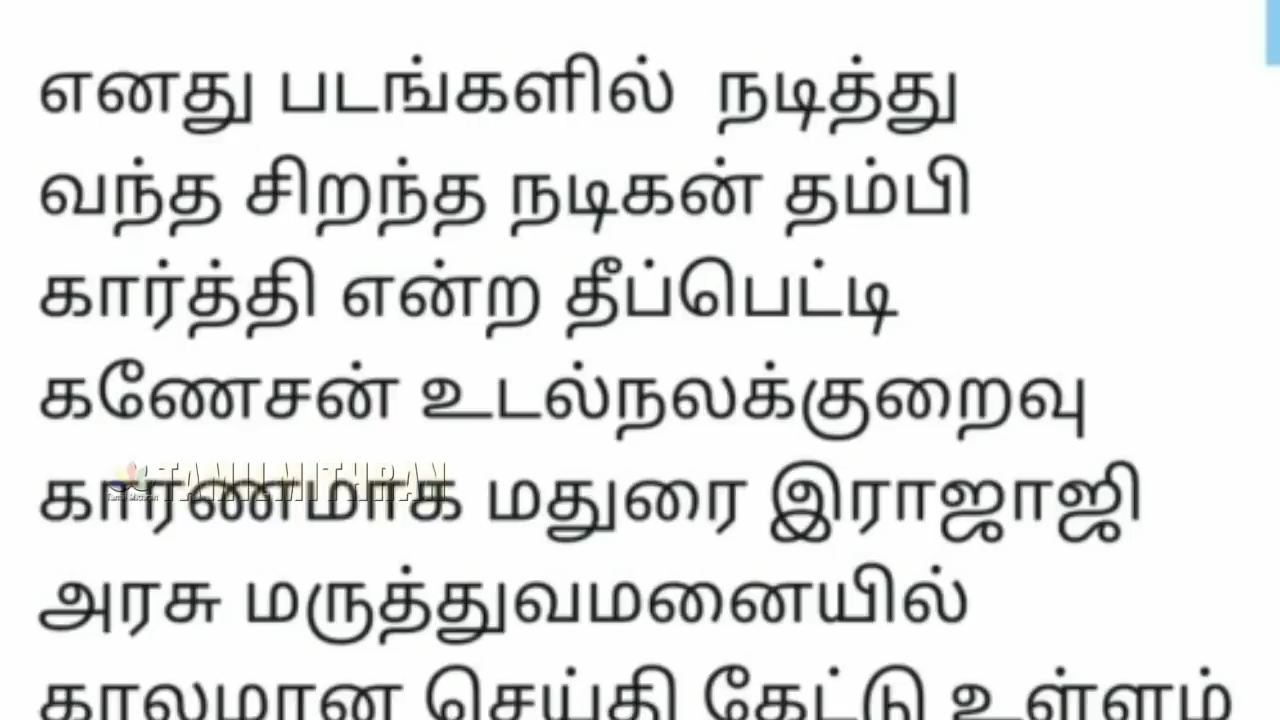 எனது படங்களில் நடித்து
வந்த சிறந்த நடிகன் தம்பி
கார்த்தி என்ற தீப்பெட்டி
கணேசன் உடல்நலக்குறைவு
காரணமாக மதுரை இராஜாஜி
TAMILMITHRAN
அரசு மருத்துவமனையில்
காலமான செய்தி கேட்டு உள்ளம்